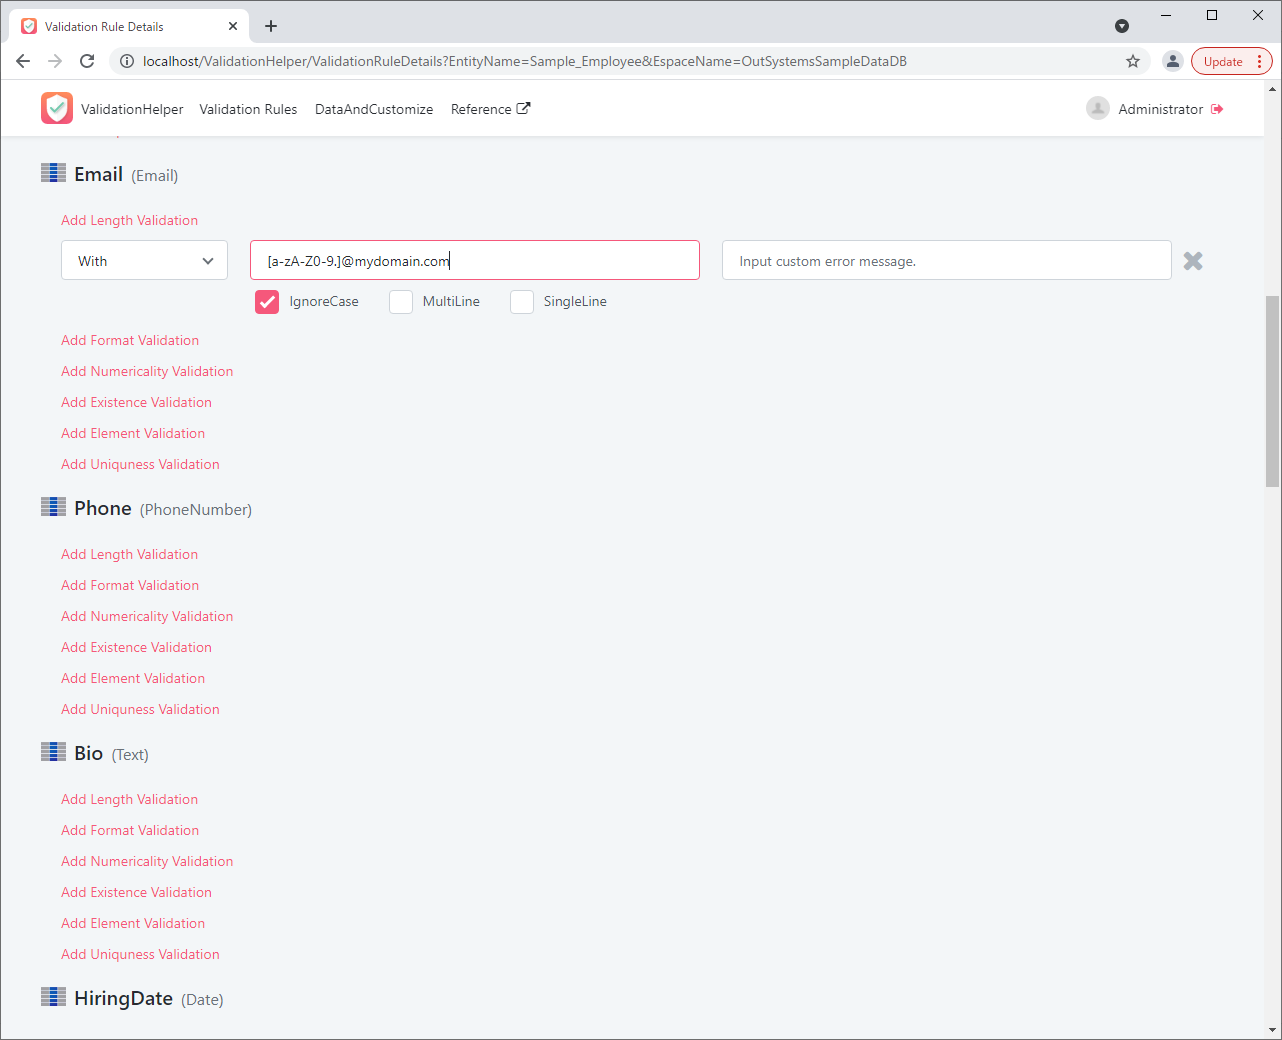 Validation Rule Details
localhost/ValidationHelper/ValidationRuleDetails?EntityName=Sample_Employee&EspaceName=OutSystemsSampleDataDB
Update
ValidationHelper Validation Rules DataAndCustomize Reference Administrator
Email (Email)
Add Length Validation
With [a-zA-Z0-9.]@mydomain.com Input custom error message.
IgnoreCase MultiLine SingleLine
Add Format Validation
Add Numericality Validation
Add Existence Validation
Add Element Validation
Add Uniquness Validation
Phone (PhoneNumber)
Add Length Validation
Add Format Validation
Add Numericality Validation
Add Existence Validation
Add Element Validation
Add Uniquness Validation
Bio (Text)
Add Length Validation
Add Format Validation
Add Numericality Validation
Add Existence Validation
Add Element Validation
Add Uniquness Validation
HiringDate (Date)